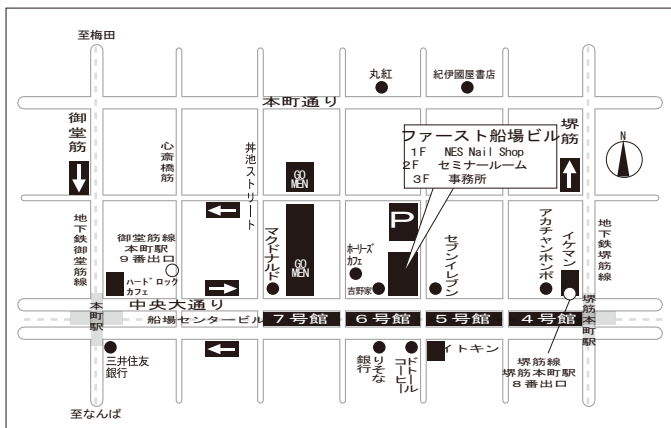 至梅田
丸紅
紀伊國屋書店
本町通り
御堂筋
心斎橋筋
丼池ストリート
GO
MEN
ファースト船場ビル
1F NES Nail Shop
2F セミナールーム
3F 事務所
堺筋
N
地下鉄御堂筋線
御堂筋線
本町駅
9番出口
ハードロック
カフェ
マクドナルド
GO
MEN
ホーリーズ
カフェ
吉野家
P
セブンイレブン
アカチャンホンポ
イケマン
地下鉄堺筋線
中央大通り
本町駅
船場センタービル
7号館
6号館
5号館
4号館
堺筋本町駅
三井住友
銀行
りそな
銀行
ドトール
コーヒー
イトキン
堺筋線
堺筋本町駅
8番出口
至なんば